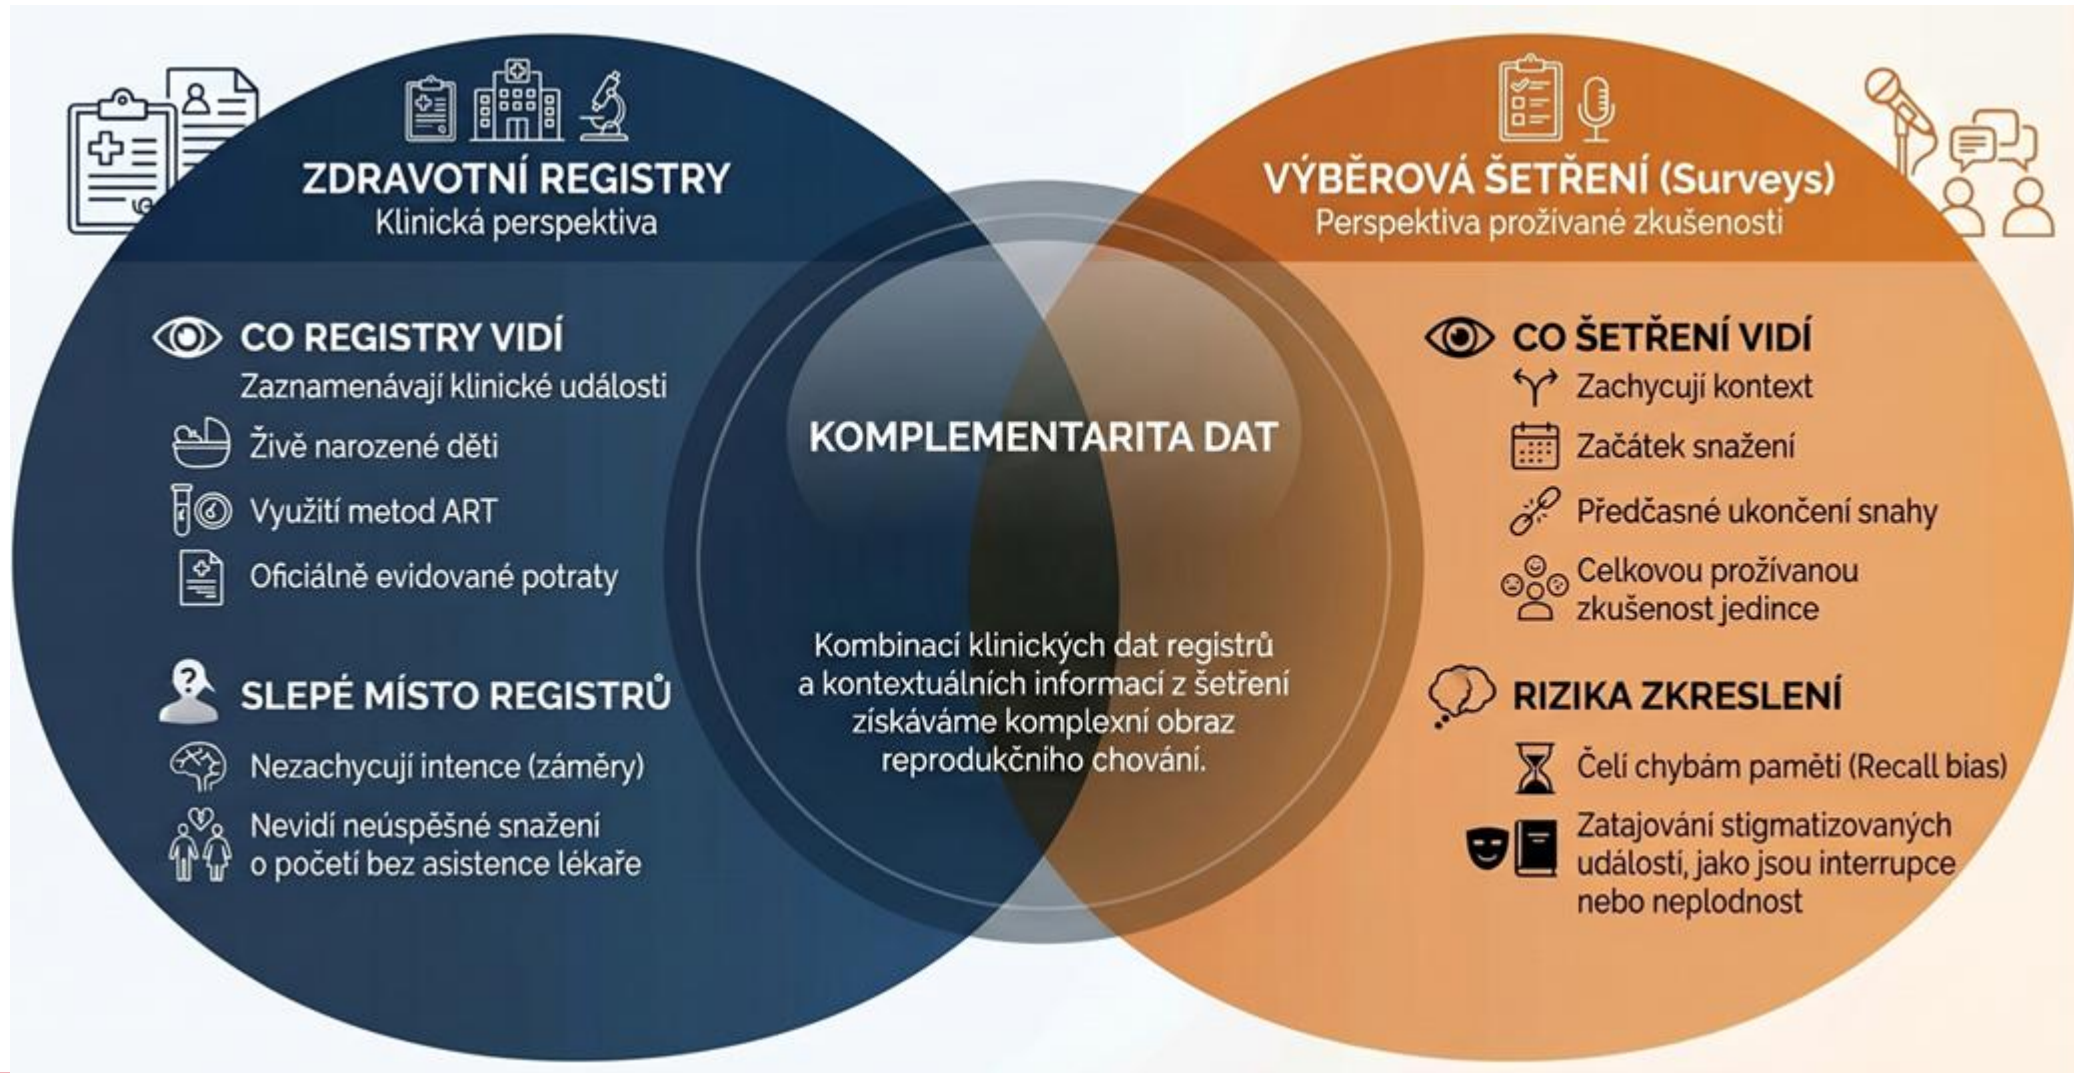 ZDRAVOTNÍ REGISTRY
Klinická perspektiva
CO REGISTRY VIDÍ
Zaznamenávají klinické události
Živě narozené děti
Využití metod ART
Oficiálně evidované potraty
SLEPÉ MÍSTO REGISTRŮ
Nezachycují intence (záměry)
Nevidí neúspěšné snažení
o početí bez asistence lékaře
KOMPLEMENTARITA DAT
Kombinací klinických dat registrů
a kontextuálních informací z šetření
získáváme komplexní obraz
reprodukčního chování.
VÝBĚROVÁ ŠETŘENÍ (Surveys)
Perspektiva prožívané zkušenosti
CO ŠETŘENÍ VIDÍ
Zachycují kontext
Začátek snažení
Předčasné ukončení snahy
Celkovou prožívanou
zkušenost jedince
RIZIKA ZKRESLENÍ
Čelí chybám paměti (Recall bias)
Zatajování stigmatizovaných
událostí, jako jsou interrupce
nebo neplodnost